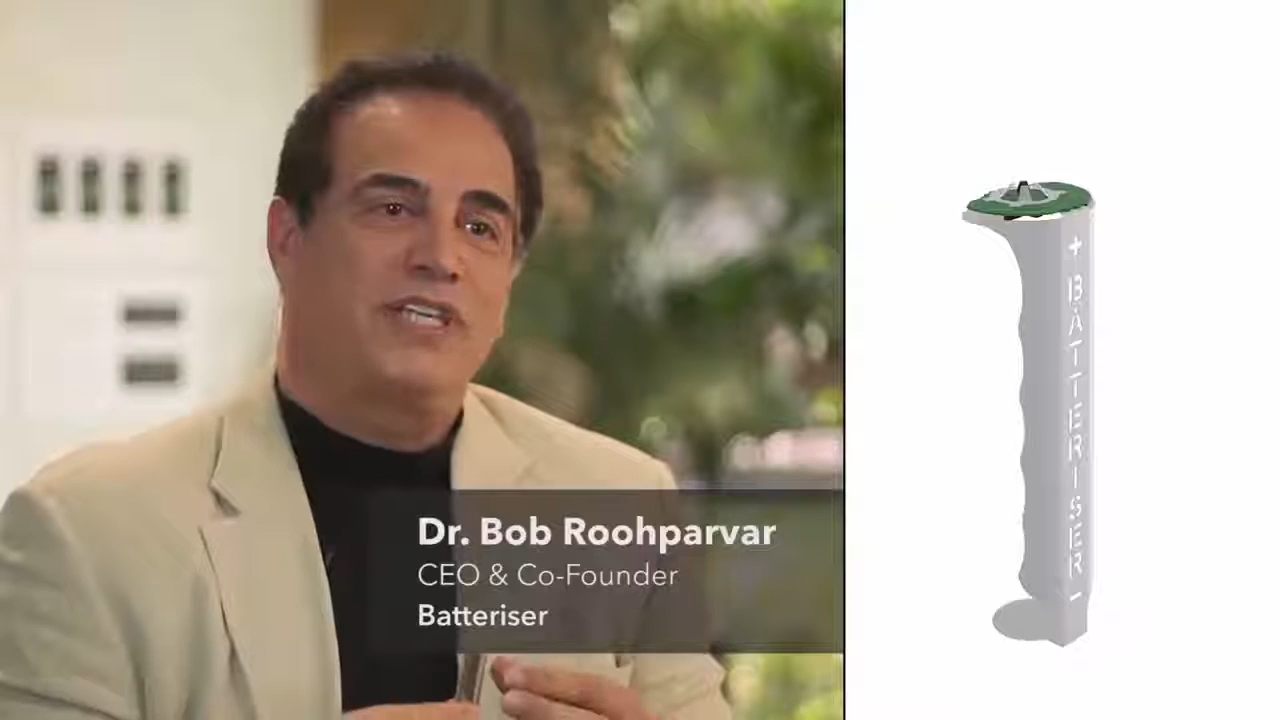 Dr. Bob Roohparvar
CEO & Co-Founder
Batteriser
+ BATTERISER -